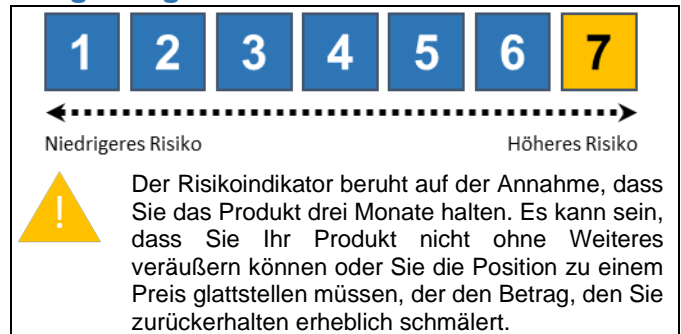 1 2 3 4 5 6 7
Niedrigeres Risiko Höheres Risiko
!
Der Risikoindikator beruht auf der Annahme, dass
Sie das Produkt drei Monate halten. Es kann sein,
dass Sie Ihr Produkt nicht ohne Weiteres
veräußern können oder Sie die Position zu einem
Preis glattstellen müssen, der den Betrag, den Sie
zurückerhalten erheblich schmälert.